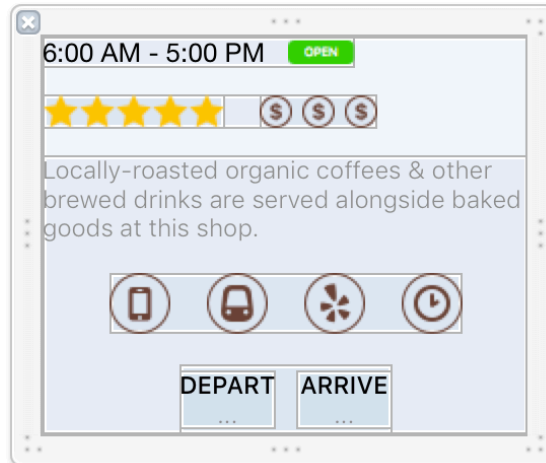 6:00 AM - 5:00 PM OPEN
$ $ $
Locally-roasted organic coffees & other
brewed drinks are served alongside baked
goods at this shop.
DEPART ARRIVE
... ...